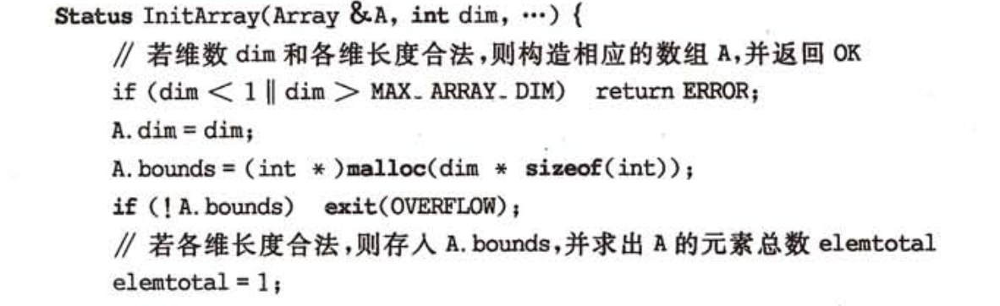 Status InitArray(Array &A, int dim, …) {
// 若维数 dim 和各维长度合法,则构造相应的数组 A,并返回 OK
if (dim < 1 || dim > MAX_ARRAY_DIM) return ERROR;
A.dim = dim;
A.bounds = (int *)malloc(dim * sizeof(int));
if (!A.bounds) exit(OVERFLOW);
// 若各维长度合法,则存入 A.bounds,并求出 A 的元素总数 elemtotal
elemtotal = 1;